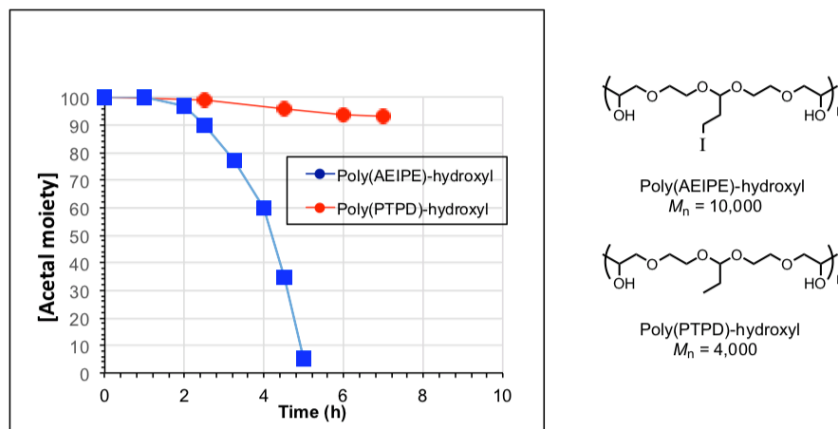 100
90
80
70
60
50
40
30
20
10
0
[Acetal moiety]
0 2 4 6 8 10
Time (h)
Poly(AEIPE)-hydroxyl
Poly(PTPD)-hydroxyl
O O O O
OH HO
I
Poly(AEIPE)-hydroxyl
Mn = 10,000
O O O O
OH HO
Poly(PTPD)-hydroxyl
Mn = 4,000